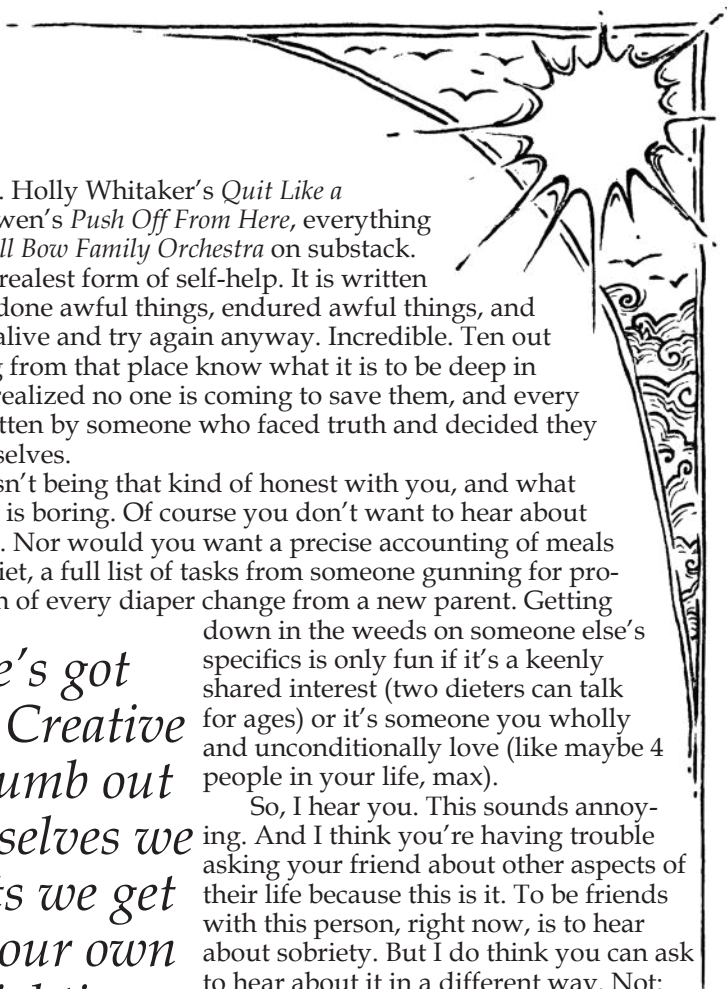 . Holly Whitaker’s Quit Like a
wen’s Push Off From Here, everything
ll Bow Family Orchestra on substack.
realest form of self-help. It is written
done awful things, endured awful things, and
alive and try again anyway. Incredible. Ten out
g from that place know what it is to be deep in
realized no one is coming to save them, and every
tten by someone who faced truth and decided they
selves.
sn’t being that kind of honest with you, and what
is boring. Of course you don’t want to hear about
. Nor would you want a precise accounting of meals
iet, a full list of tasks from someone gunning for pro-
n of every diaper change from a new parent. Getting
down in the weeds on someone else’s
specifics is only fun if it’s a keenly
shared interest (two dieters can talk
for ages) or it’s someone you wholly
and unconditionally love (like maybe 4
people in your life, max).
So, I hear you. This sounds annoy-
ing. And I think you’re having trouble
asking your friend about other aspects of
their life because this is it. To be friends
with this person, right now, is to hear
about sobriety. But I do think you can ask
to hear about it in a different way. Not:
e’s got
Creative
umb out
selves we
ts we get
our own